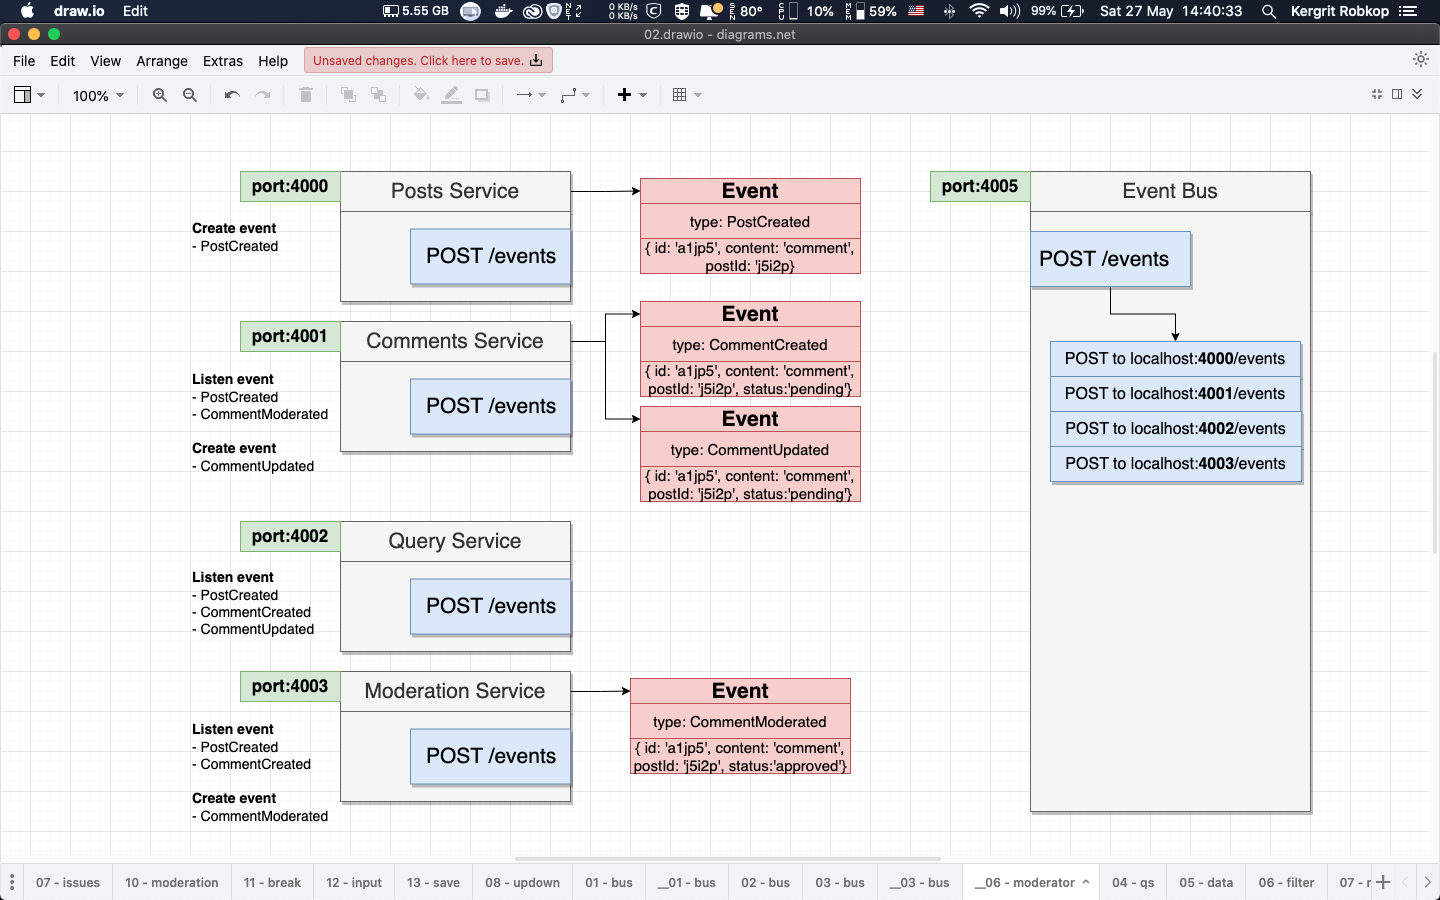 draw.io Edit 5.55 GB NET 0 KB/s 0 KB/s SEN 80° CPU 10% MEM 59% 99% Sat 27 May 14:40:33 Kergrit Robkop
02.drawio - diagrams.net
File Edit View Arrange Extras Help Unsaved changes. Click here to save.
100%
port:4000
Posts Service
Create event
- PostCreated
POST /events
Event
type: PostCreated
{ id: 'a1jp5', content: 'comment',
postId: 'j5i2p}
port:4001
Comments Service
Listen event
- PostCreated
- CommentModerated
Create event
- CommentUpdated
POST /events
Event
type: CommentCreated
{ id: 'a1jp5', content: 'comment',
postId: 'j5i2p', status:'pending'}
Event
type: CommentUpdated
{ id: 'a1jp5', content: 'comment',
postId: 'j5i2p', status:'pending'}
port:4002
Query Service
Listen event
- PostCreated
- CommentCreated
- CommentUpdated
POST /events
port:4003
Moderation Service
Listen event
- PostCreated
- CommentCreated
Create event
- CommentModerated
POST /events
Event
type: CommentModerated
{ id: 'a1jp5', content: 'comment',
postId: 'j5i2p', status:'approved'}
port:4005
Event Bus
POST /events
POST to localhost:4000/events
POST to localhost:4001/events
POST to localhost:4002/events
POST to localhost:4003/events
07 - issues 10 - moderation 11 - break 12 - input 13 - save 08 - updown 01 - bus __01 - bus 02 - bus 03 - bus __03 - bus __06 - moderator 04 - qs 05 - data 06 - filter 07 - r